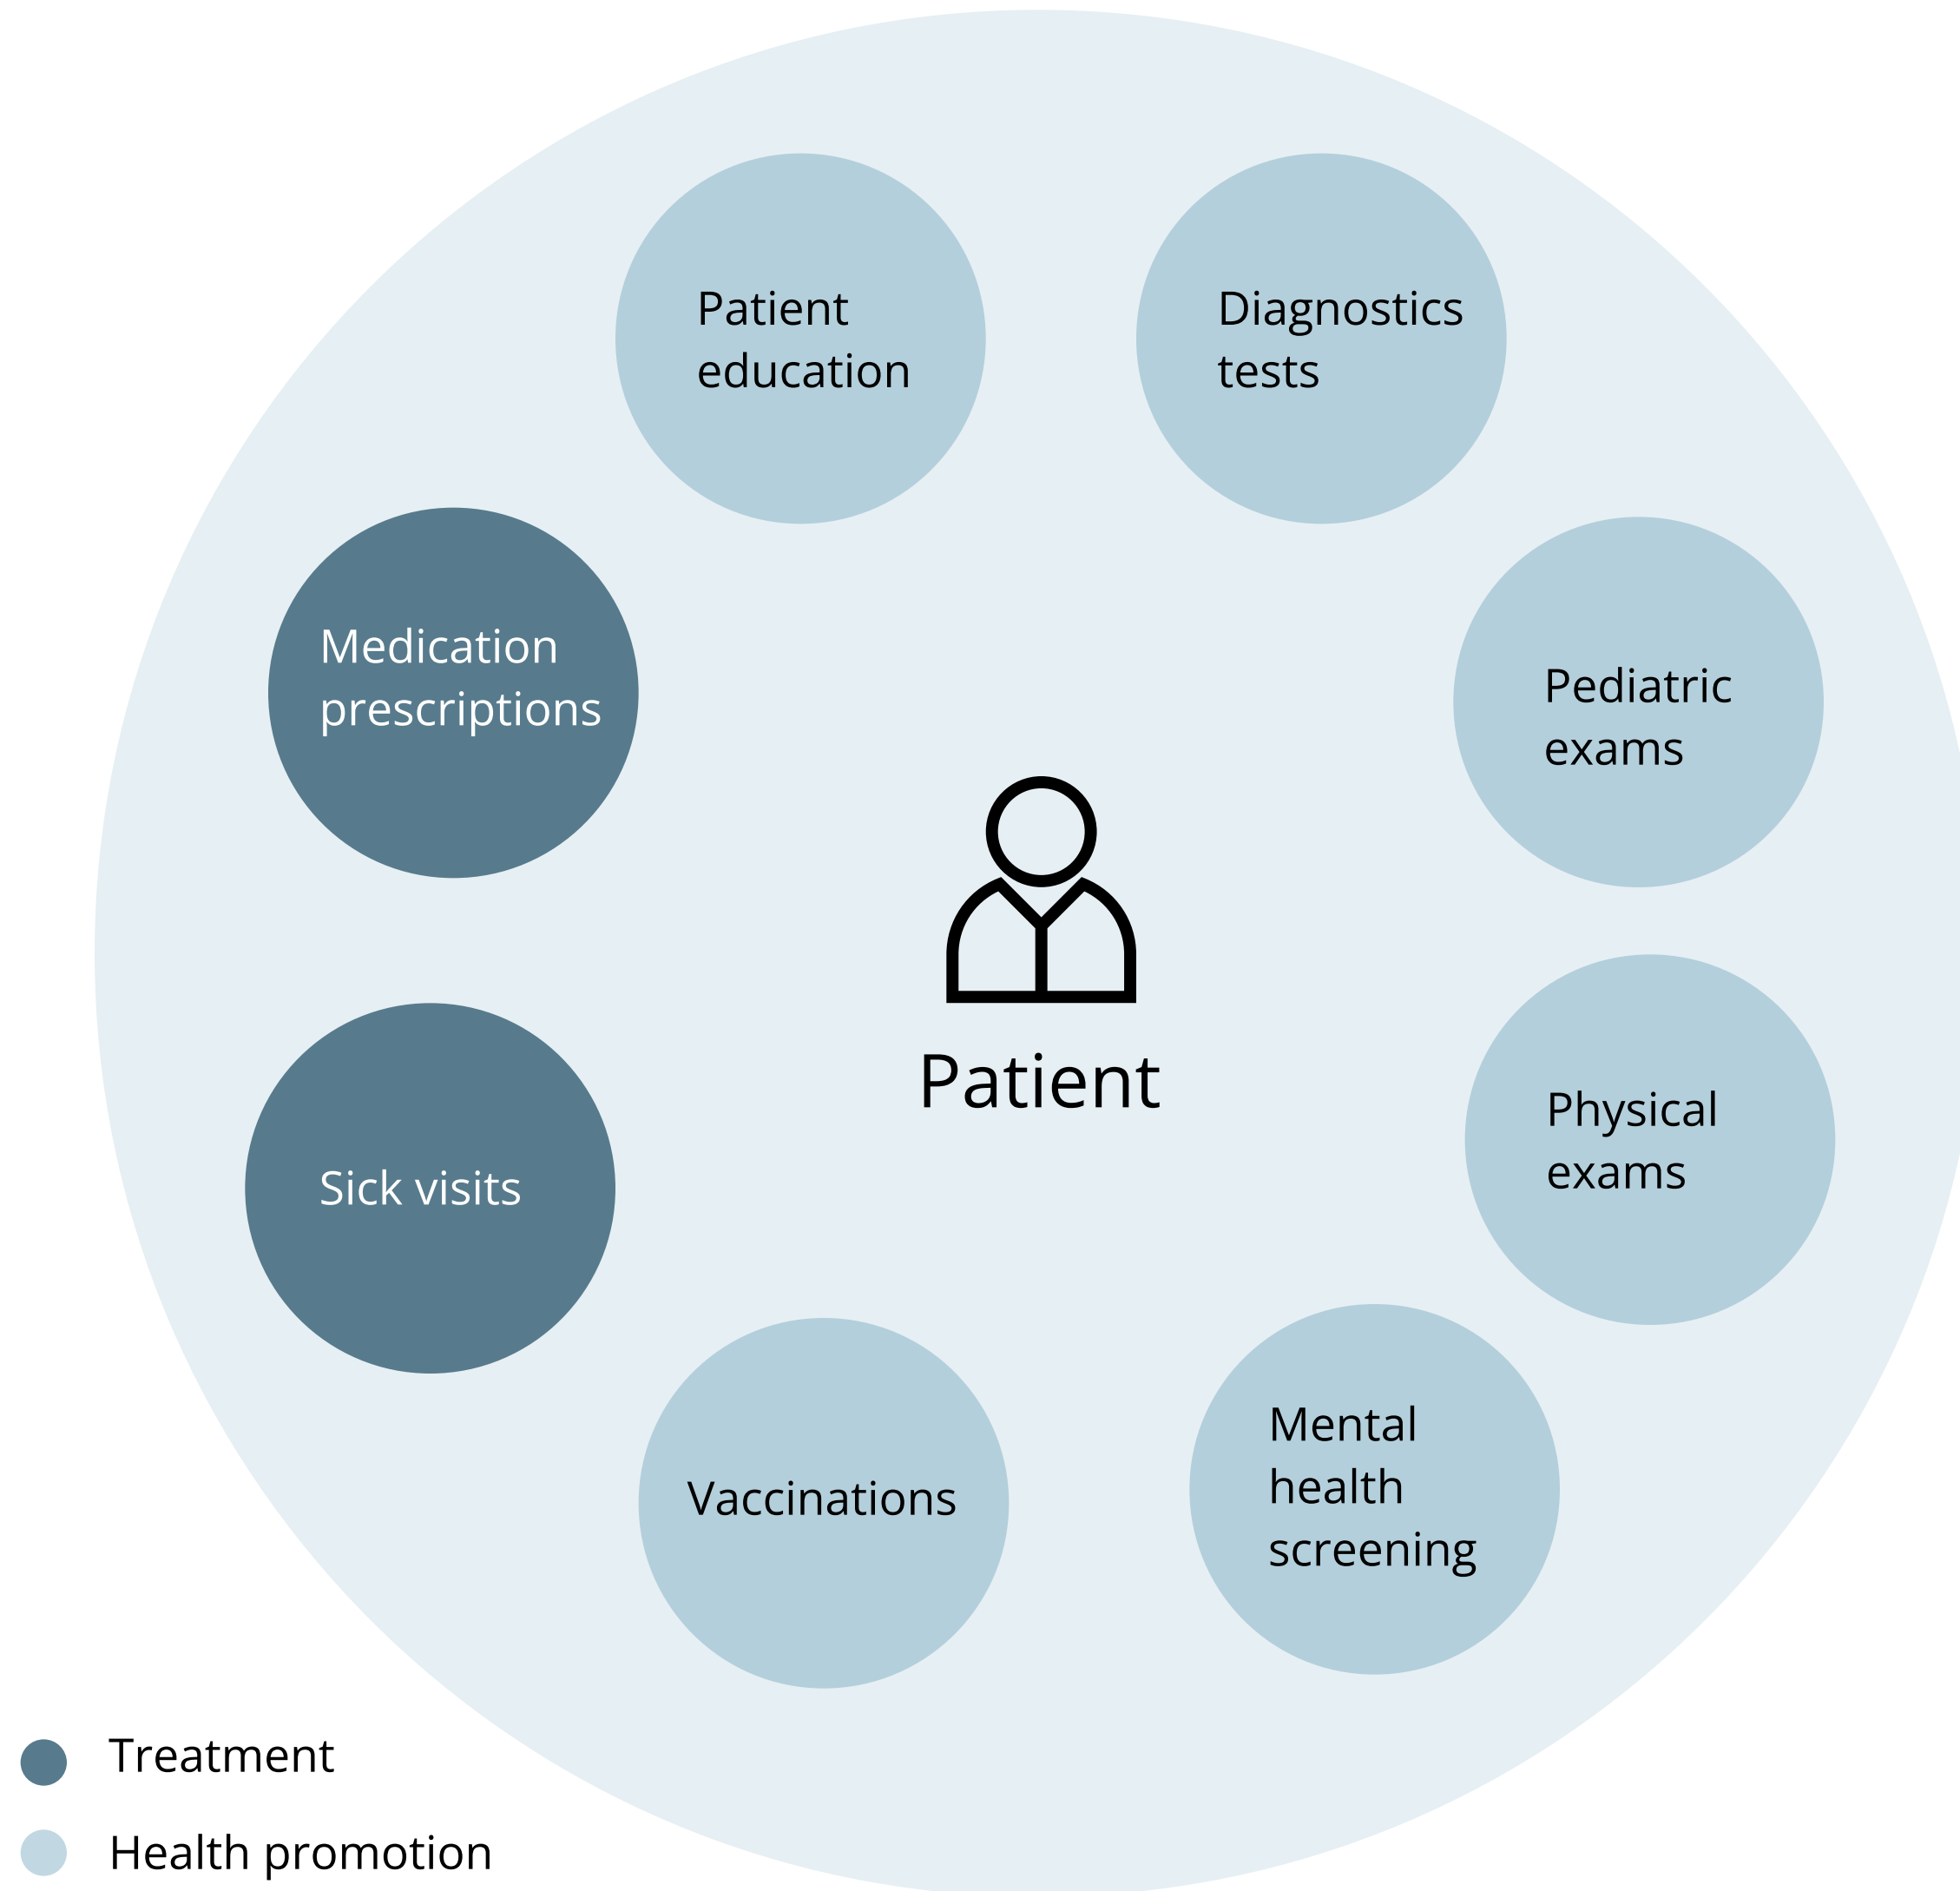 Patient
education
Diagnostics
tests
Medication
prescriptions
Pediatric
exams
Patient
Physical
exams
Sick visits
Mental
health
screening
Vaccinations
Treatment
Health promotion